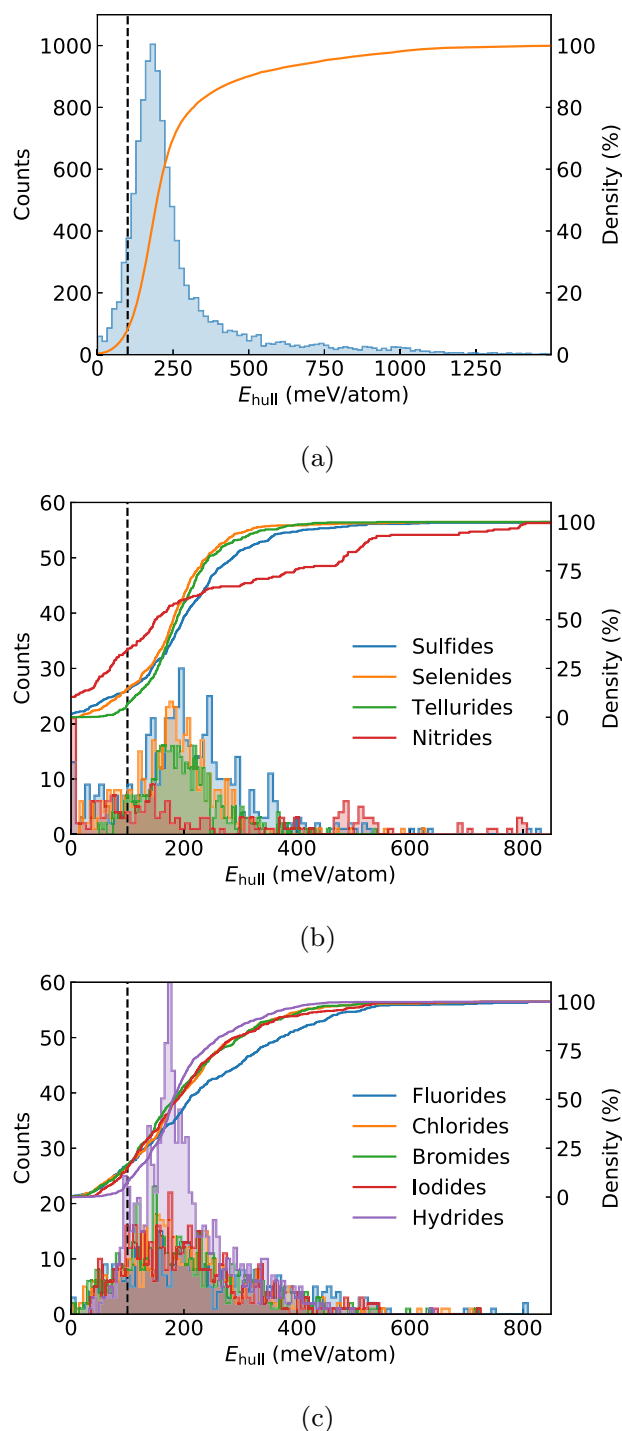 1000
800
600
400
200
0
Counts
100
80
60
40
20
0
Density (%)
0 250 500 750 1000 1250
E_hull (meV/atom)
(a)
60
50
40
30
20
10
0
Counts
100
75
50
25
0
Density (%)
Sulfides
Selenides
Tellurides
Nitrides
0 200 400 600 800
E_hull (meV/atom)
(b)
60
50
40
30
20
10
0
Counts
100
75
50
25
0
Density (%)
Fluorides
Chlorides
Bromides
Iodides
Hydrides
0 200 400 600 800
E_hull (meV/atom)
(c)